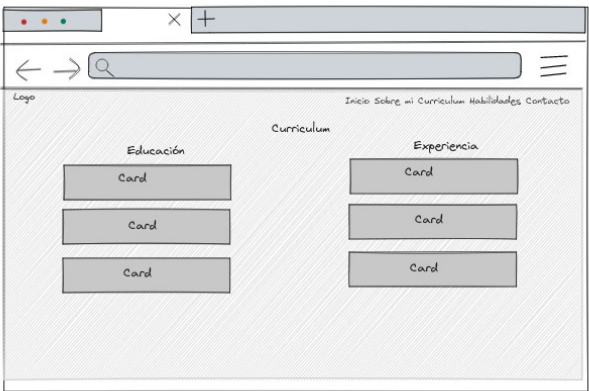 Logo
Inicio Sobre mi Curriculum Habilidades Contacto
Curriculum
Educación
Experiencia
Card
Card
Card
Card
Card
Card